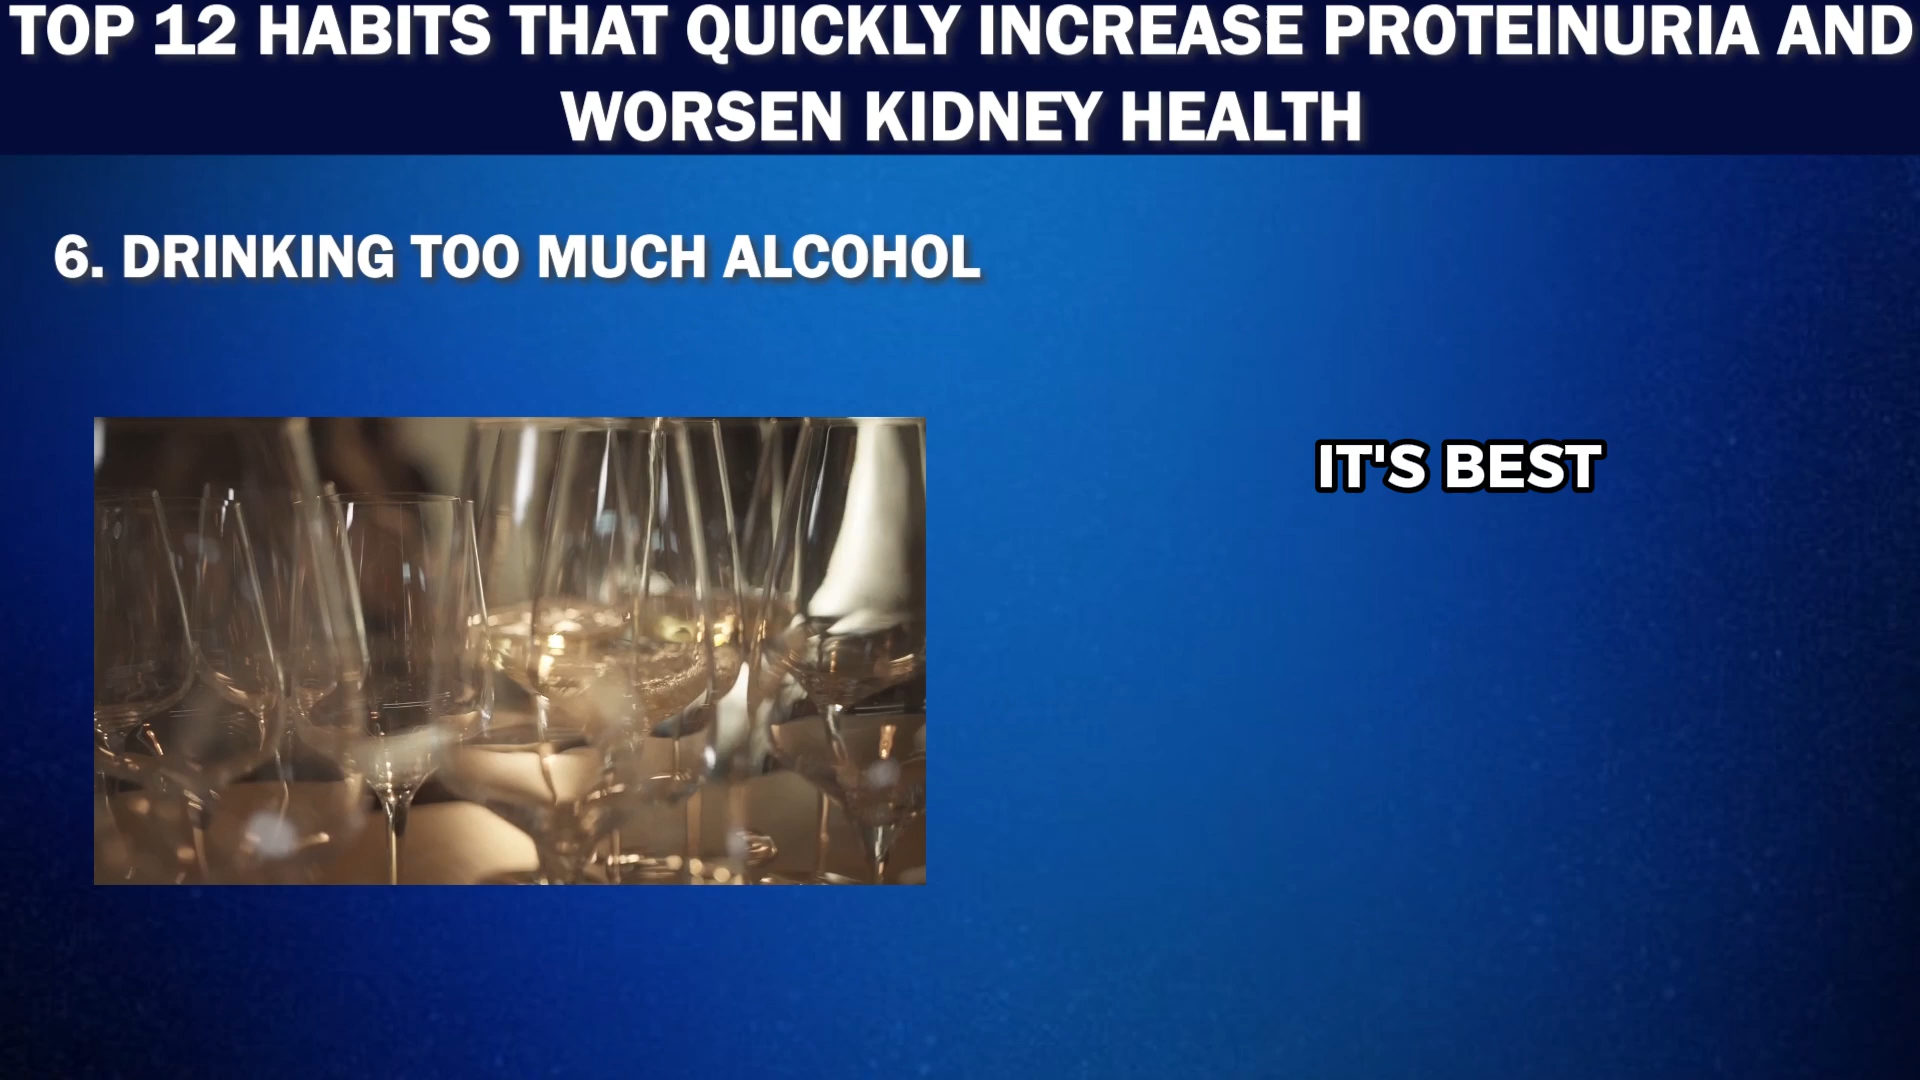 TOP 12 HABITS THAT QUICKLY INCREASE PROTEINURIA AND
WORSEN KIDNEY HEALTH
6. DRINKING TOO MUCH ALCOHOL
IT'S BEST